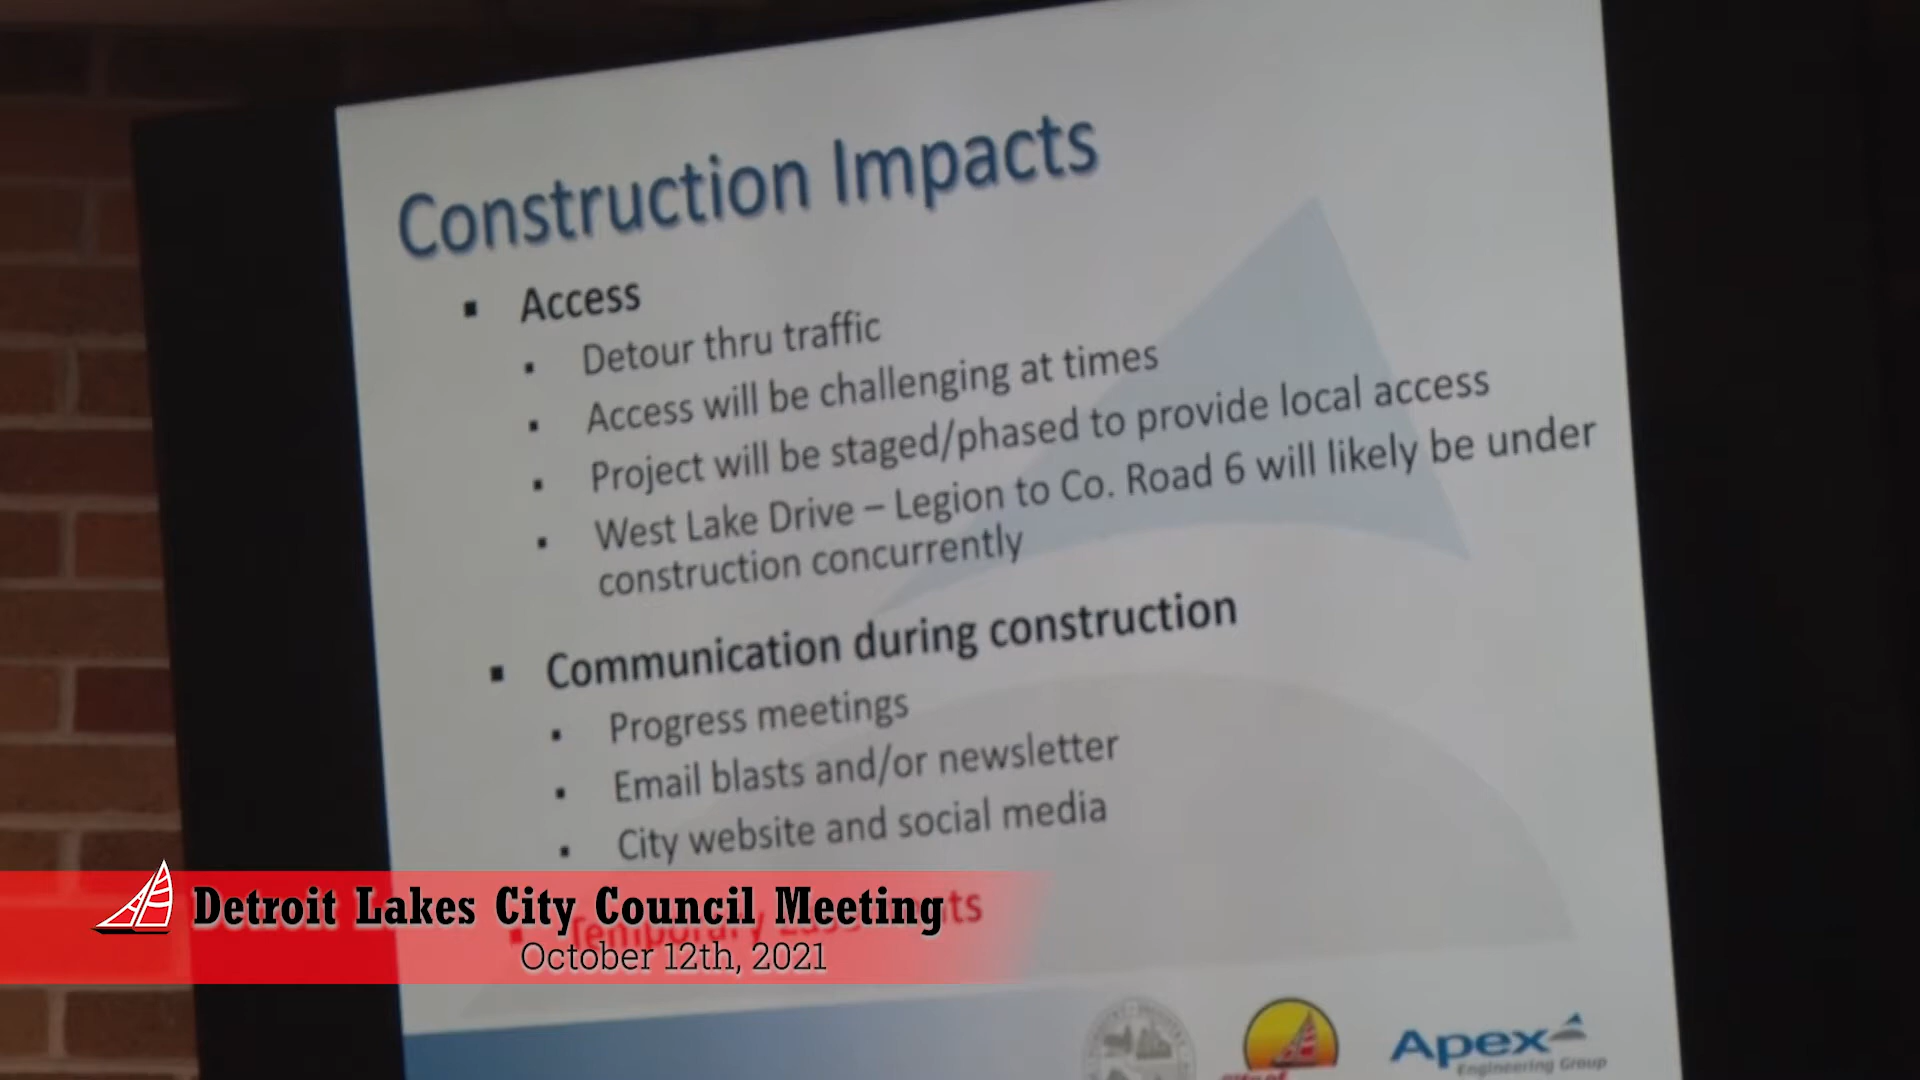 Construction Impacts
Access
Detour thru traffic
Access will be challenging at times
Project will be staged/phased to provide local access
West Lake Drive – Legion to Co. Road 6 will likely be under
construction concurrently
Communication during construction
Progress meetings
Email blasts and/or newsletter
City website and social media
Temporary
Detroit Lakes City Council Meeting
October 12th, 2021
Apex
Engineering Group